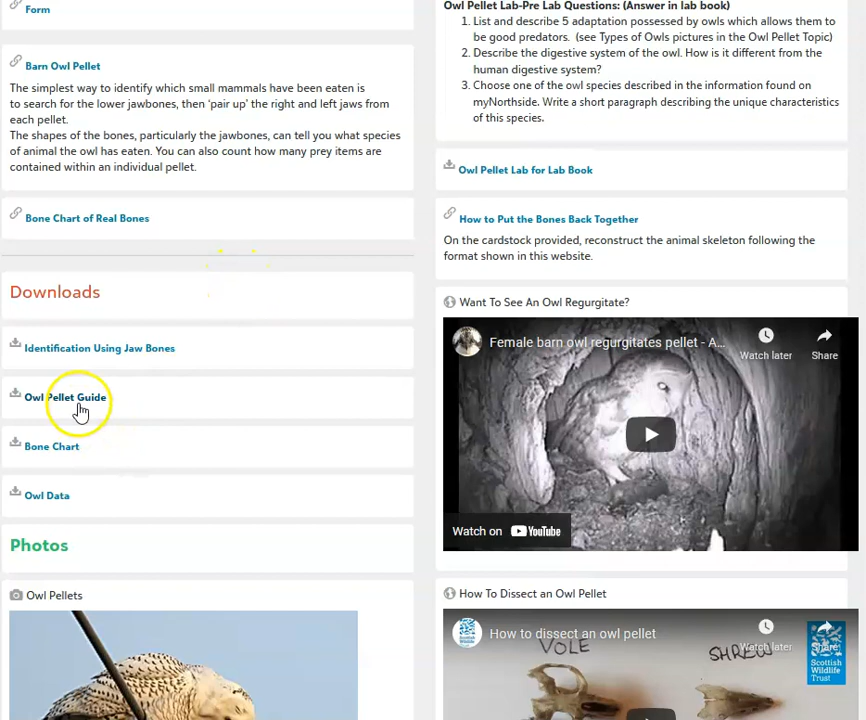 Form
Barn Owl Pellet
The simplest way to identify which small mammals have been eaten is
to search for the lower jawbones, then 'pair up' the right and left jaws from
each pellet.
The shapes of the bones, particularly the jawbones, can tell you what species
of animal the owl has eaten. You can also count how many prey items are
contained within an individual pellet.
Bone Chart of Real Bones
Downloads
Identification Using Jaw Bones
Owl Pellet Guide
Bone Chart
Owl Data
Photos
Owl Pellets
Owl Pellet Lab-Pre Lab Questions: (Answer in lab book)
1. List and describe 5 adaptation possessed by owls which allows them to
be good predators. (see Types of Owls pictures in the Owl Pellet Topic)
2. Describe the digestive system of the owl. How is it different from the
human digestive system?
3. Choose one of the owl species described in the information found on
myNorthside. Write a short paragraph describing the unique characteristics
of this species.
Owl Pellet Lab for Lab Book
How to Put the Bones Back Together
On the cardstock provided, reconstruct the animal skeleton following the
format shown in this website.
Want To See An Owl Regurgitate?
Female barn owl regurgitates pellet - A...
Watch later
Share
Watch on YouTube
How To Dissect an Owl Pellet
How to dissect an owl pellet
Watch later
Share
VOLE
SHREW
Scottish
Wildlife
Trust